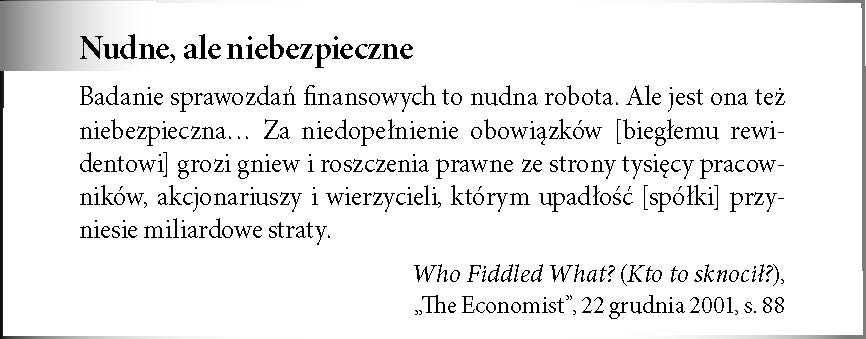 Nudne, ale niebezpieczne
Badanie sprawozdań finansowych to nudna robota. Ale jest ona też
niebezpieczna… Za niedopełnienie obowiązków [biegłemu rewi-
dentowi] grozi gniew i roszczenia prawne ze strony tysięcy pracow-
ników, akcjonariuszy i wierzycieli, którym upadłość [spółki] przy-
niesie miliardowe straty.
Who Fiddled What? (Kto to sknocił?),
„The Economist”, 22 grudnia 2001, s. 88